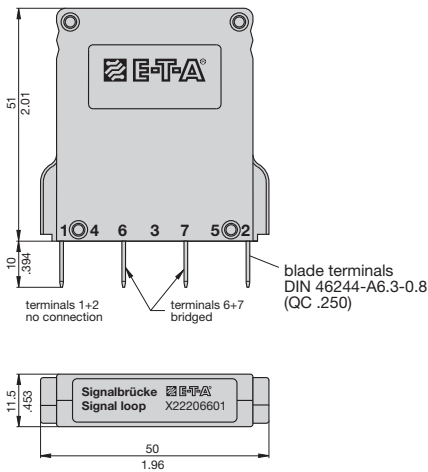 E-T-A®
51
2.01
1 4 6 3 7 5 2
10
.394
terminals 1+2
no connection
terminals 6+7
bridged
blade terminals
DIN 46244-A6.3-0.8
(QC .250)
11.5
.453
Signalbrücke E-T-A
Signal loop X22206601
50
1.96